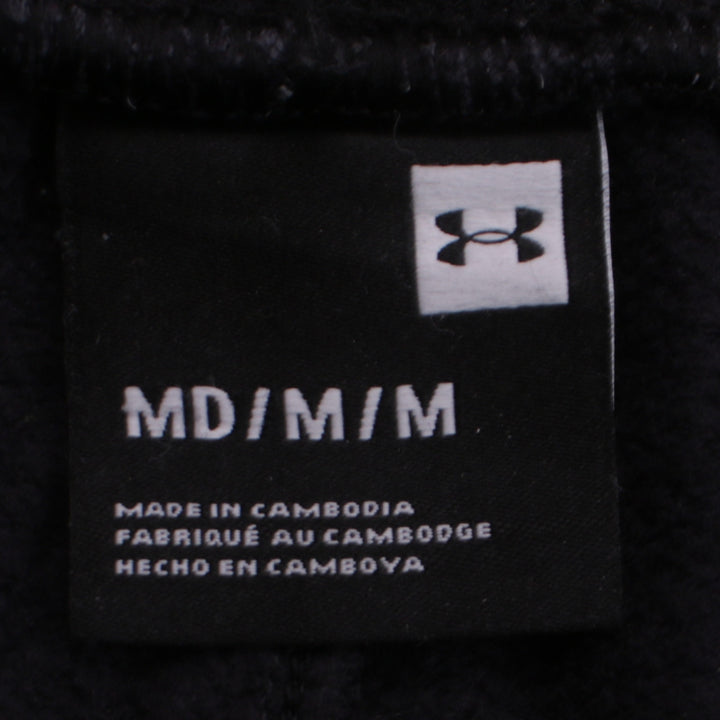 MD/M/M
MADE IN CAMBODIA
FABRIQUÉ AU CAMBODGE
HECHO EN CAMBOYA